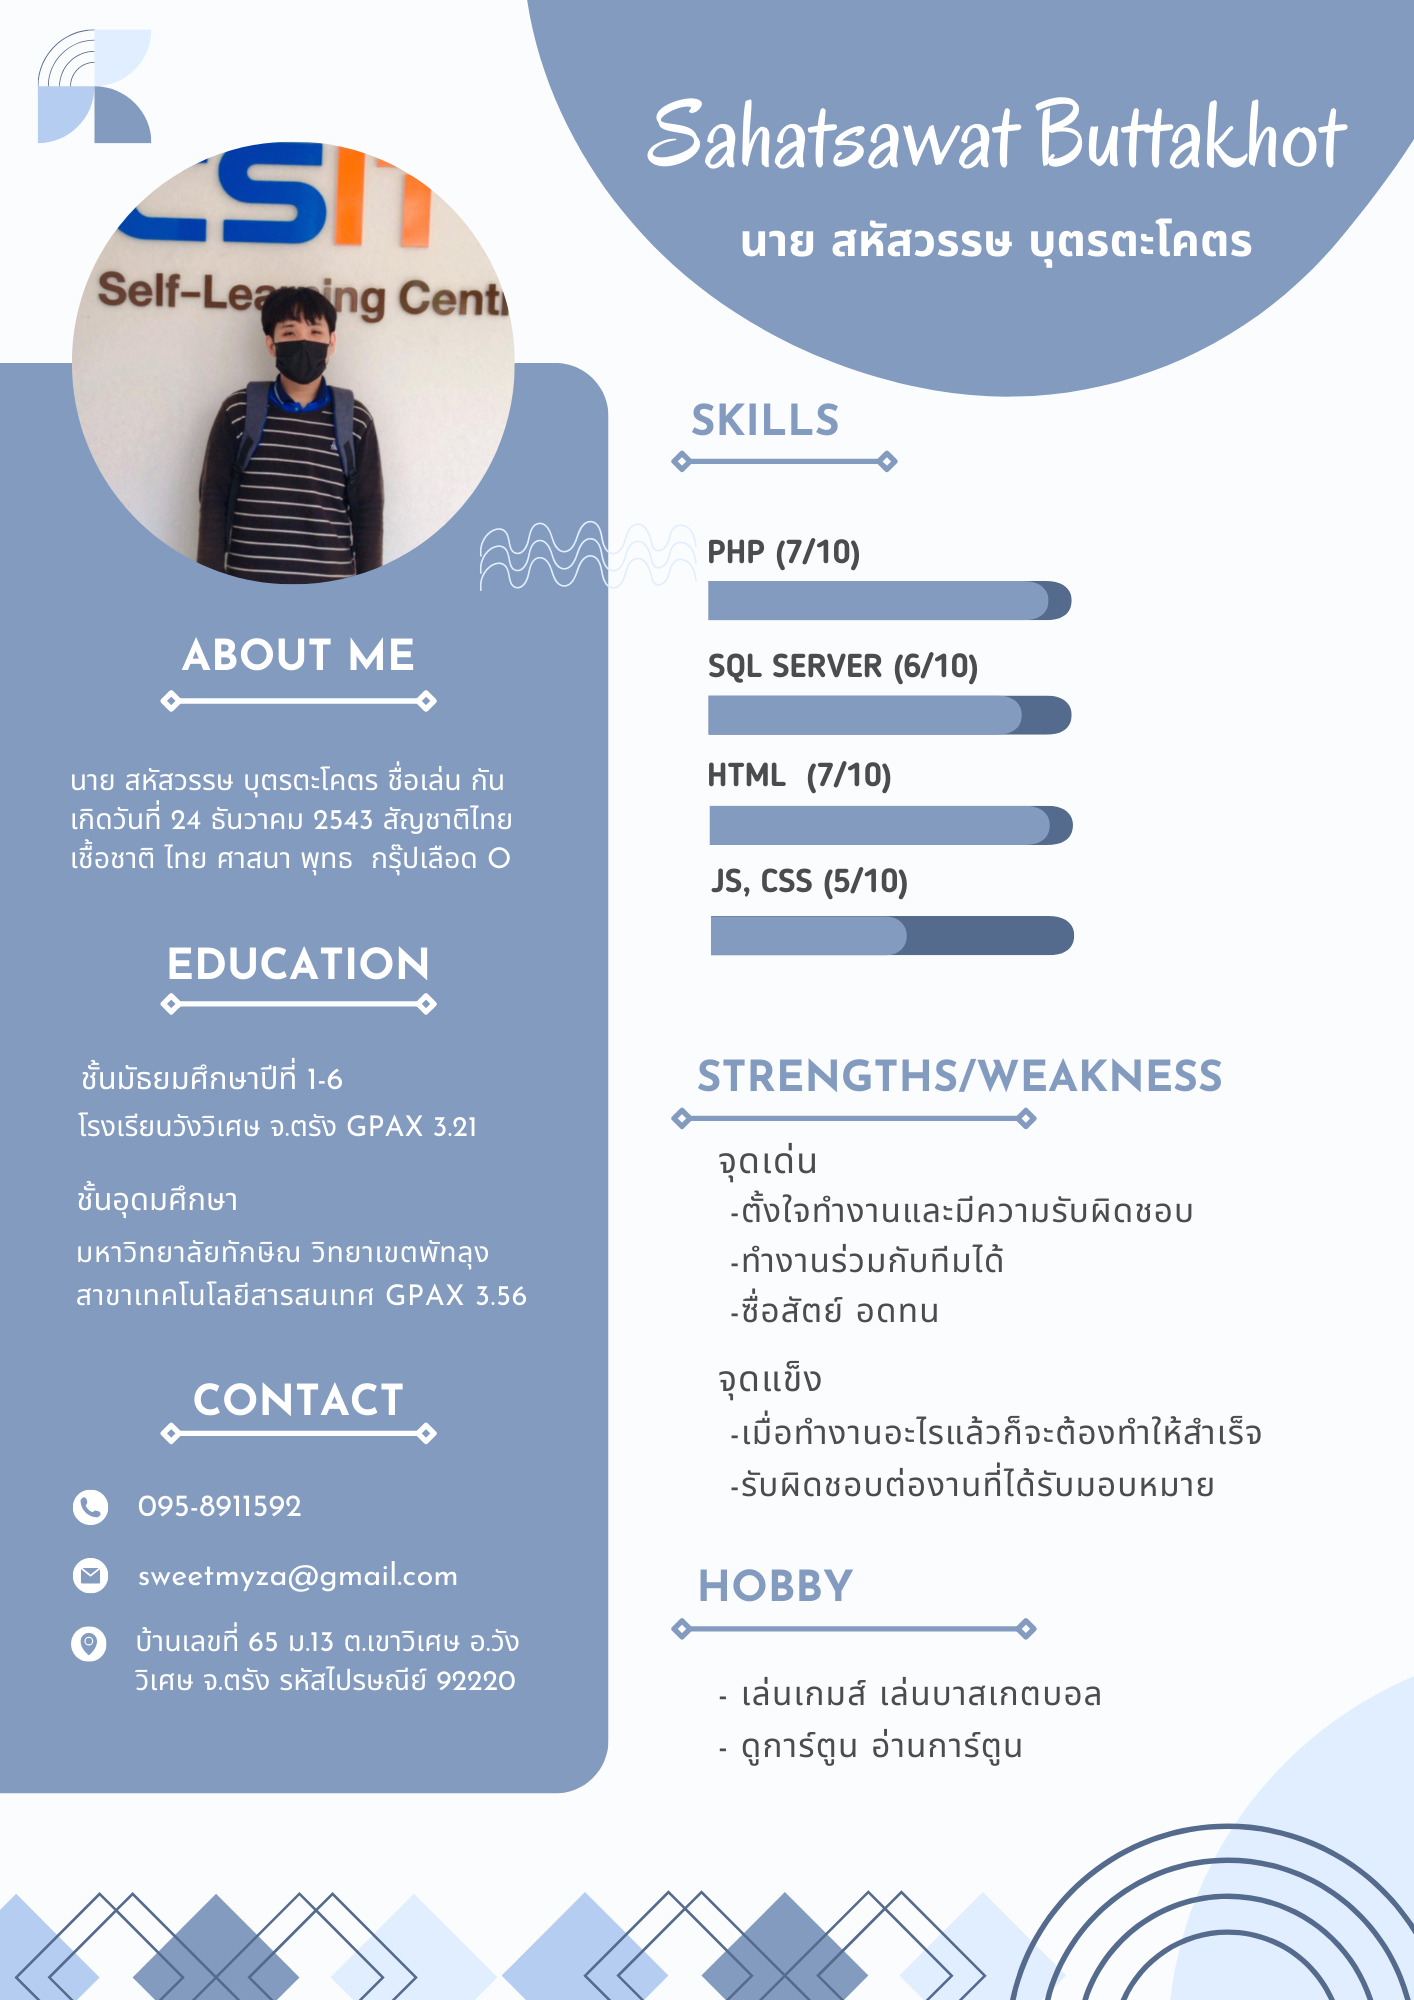 Sahatsawat Buttakhot
นาย สหัสวรรษ บุตรตะโคตร
CSIT
Self-Learning Cent
ABOUT ME
นาย สหัสวรรษ บุตรตะโคตร ชื่อเล่น กัน
เกิดวันที่ 24 ธันวาคม 2543 สัญชาติไทย
เชื้อชาติ ไทย ศาสนา พุทธ กรุ๊ปเลือด O
EDUCATION
ชั้นมัธยมศึกษาปีที่ 1-6
โรงเรียนวังวิเศษ จ.ตรัง GPAX 3.21
ชั้นอุดมศึกษา
มหาวิทยาลัยทักษิณ วิทยาเขตพัทลุง
สาขาเทคโนโลยีสารสนเทศ GPAX 3.56
CONTACT
095-8911592
sweetmyza@gmail.com
บ้านเลขที่ 65 ม.13 ต.เขาวิเศษ อ.วัง
วิเศษ จ.ตรัง รหัสไปรษณีย์ 92220
SKILLS
PHP (7/10)
SQL SERVER (6/10)
HTML (7/10)
JS, CSS (5/10)
STRENGTHS/WEAKNESS
จุดเด่น
-ตั้งใจทำงานและมีความรับผิดชอบ
-ทำงานร่วมกับทีมได้
-ซื่อสัตย์ อดทน
จุดแข็ง
-เมื่อทำงานอะไรแล้วก็จะต้องทำให้สำเร็จ
-รับผิดชอบต่องานที่ได้รับมอบหมาย
HOBBY
- เล่นเกมส์ เล่นบาสเกตบอล
- ดูการ์ตูน อ่านการ์ตูน